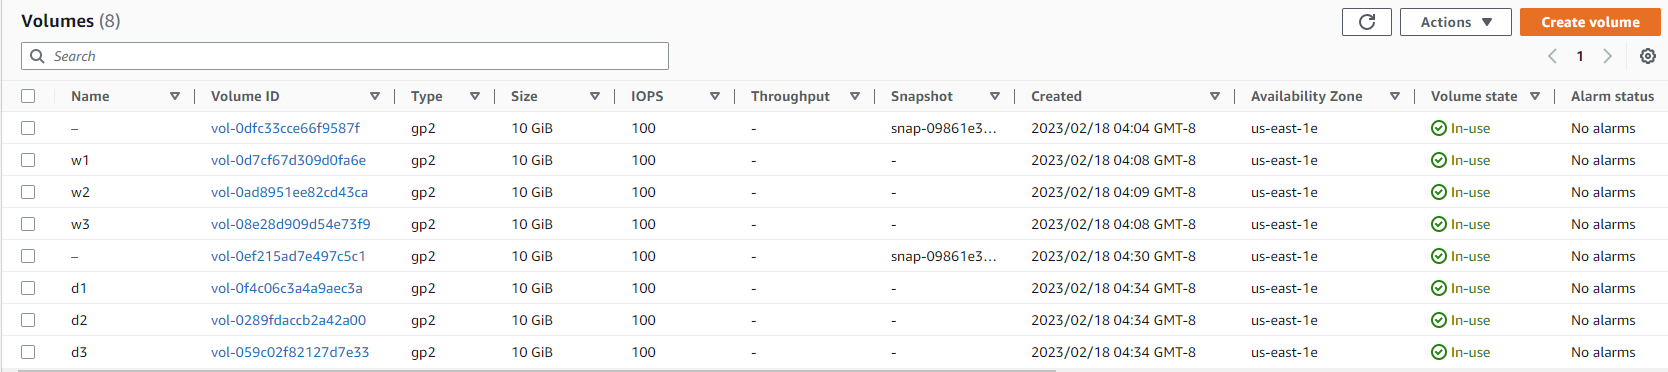 Volumes (8) Actions Create volume
Search 1
Name Volume ID Type Size IOPS Throughput Snapshot Created Availability Zone Volume state Alarm status
– vol-0dfc33cce66f9587f gp2 10 GiB 100 - snap-09861e3... 2023/02/18 04:04 GMT-8 us-east-1e In-use No alarms
w1 vol-0d7cf67d309d0fa6e gp2 10 GiB 100 - - 2023/02/18 04:08 GMT-8 us-east-1e In-use No alarms
w2 vol-0ad8951ee82cd43ca gp2 10 GiB 100 - - 2023/02/18 04:09 GMT-8 us-east-1e In-use No alarms
w3 vol-08e28d909d54e73f9 gp2 10 GiB 100 - - 2023/02/18 04:08 GMT-8 us-east-1e In-use No alarms
– vol-0ef215ad7e497c5c1 gp2 10 GiB 100 - snap-09861e3... 2023/02/18 04:30 GMT-8 us-east-1e In-use No alarms
d1 vol-0f4c06c3a4a9aec3a gp2 10 GiB 100 - - 2023/02/18 04:34 GMT-8 us-east-1e In-use No alarms
d2 vol-0289fdaccb2a42a00 gp2 10 GiB 100 - - 2023/02/18 04:34 GMT-8 us-east-1e In-use No alarms
d3 vol-059c02f82127d7e33 gp2 10 GiB 100 - - 2023/02/18 04:34 GMT-8 us-east-1e In-use No alarms